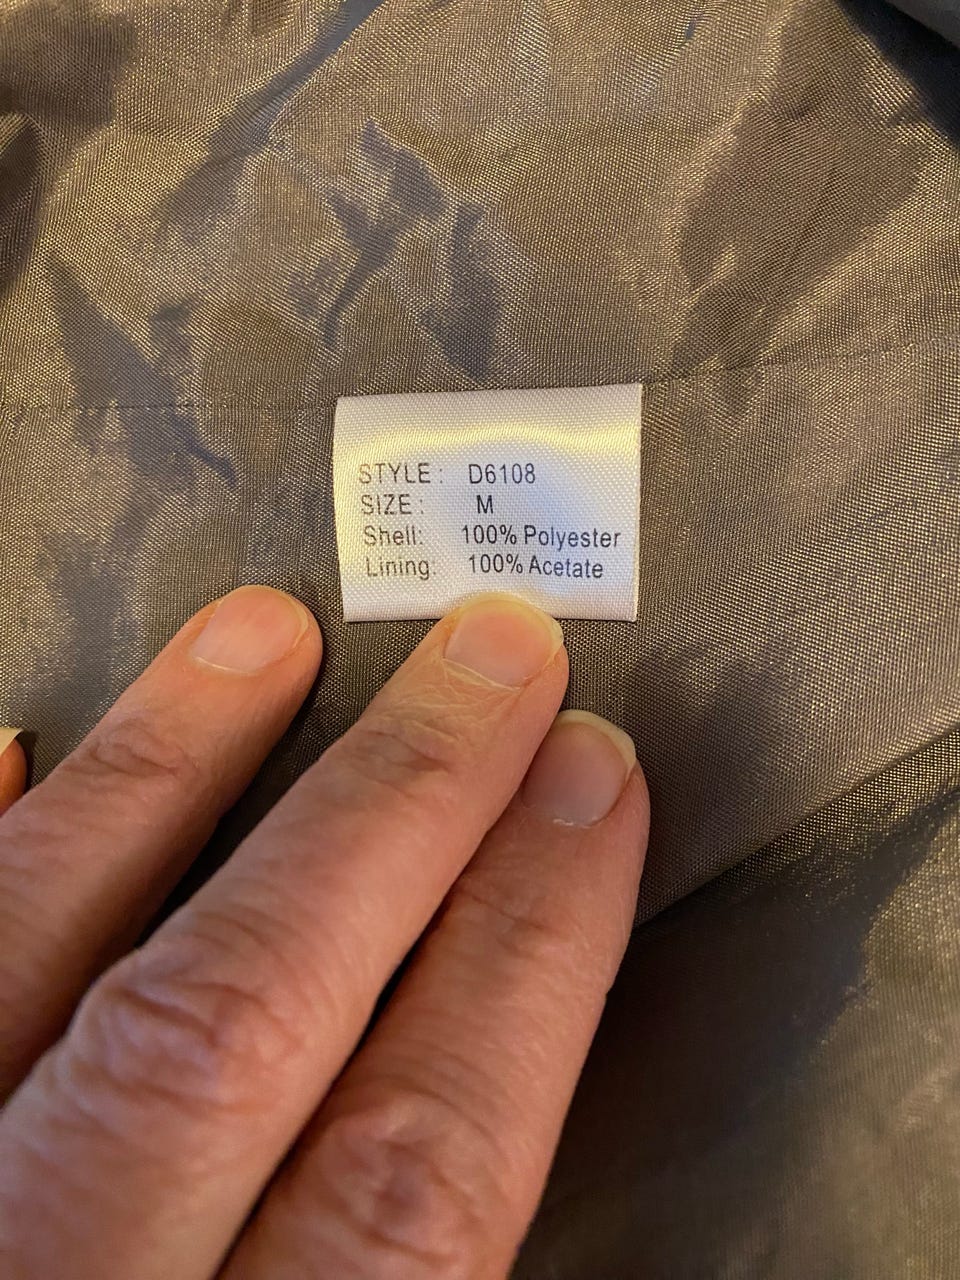 STYLE : D6108
SIZE : M
Shell: 100% Polyester
Lining: 100% Acetate